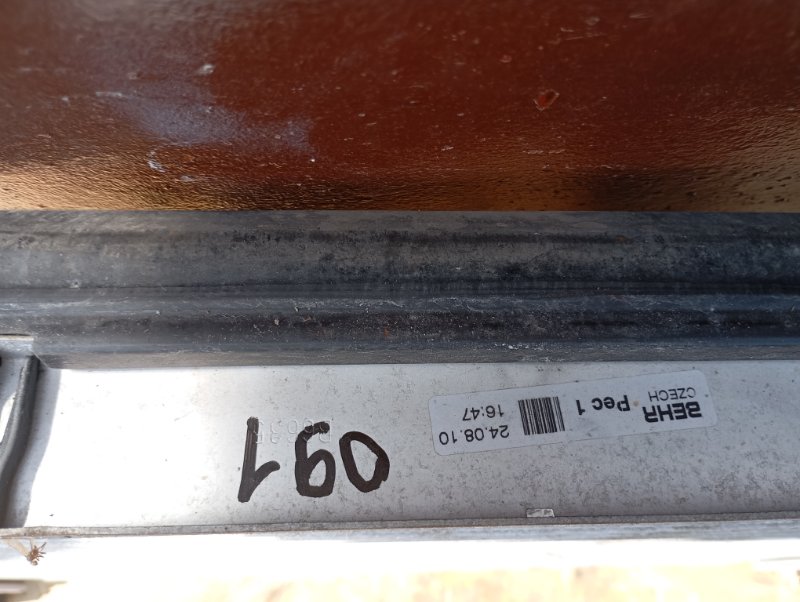 BEHR
CZECH
Pec 1
24.08.10
16:47
091